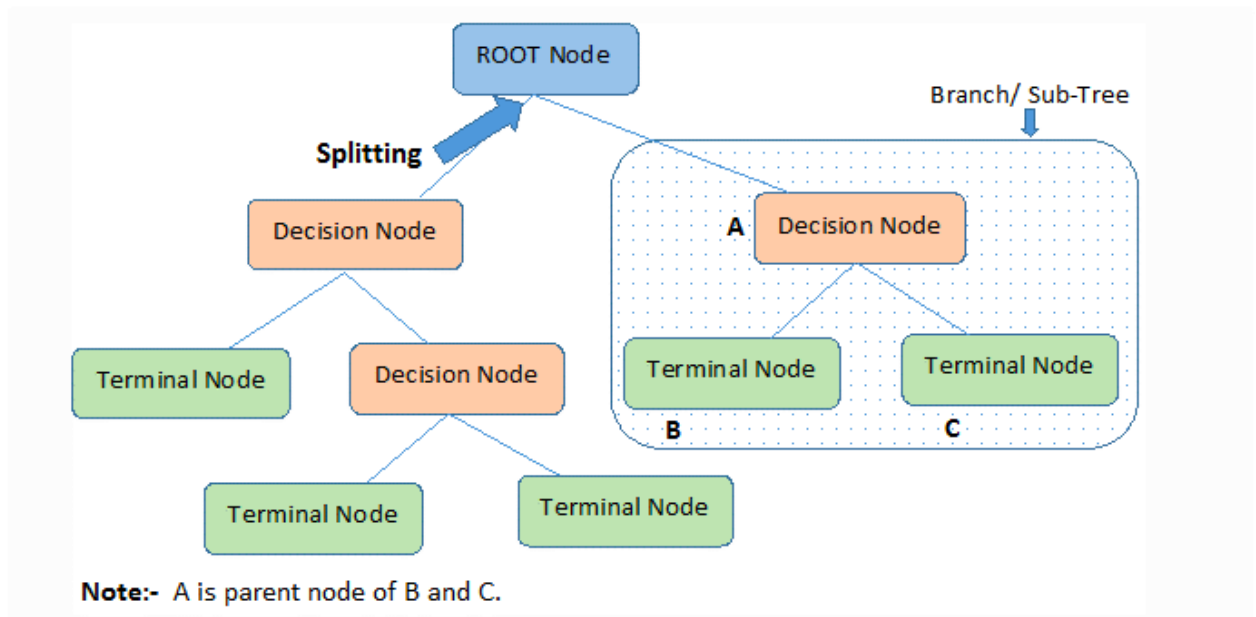 ROOT Node
Branch/ Sub-Tree
Splitting
Decision Node
A
Decision Node
Terminal Node
Decision Node
Terminal Node
Terminal Node
B
C
Terminal Node
Terminal Node
Note:- A is parent node of B and C.